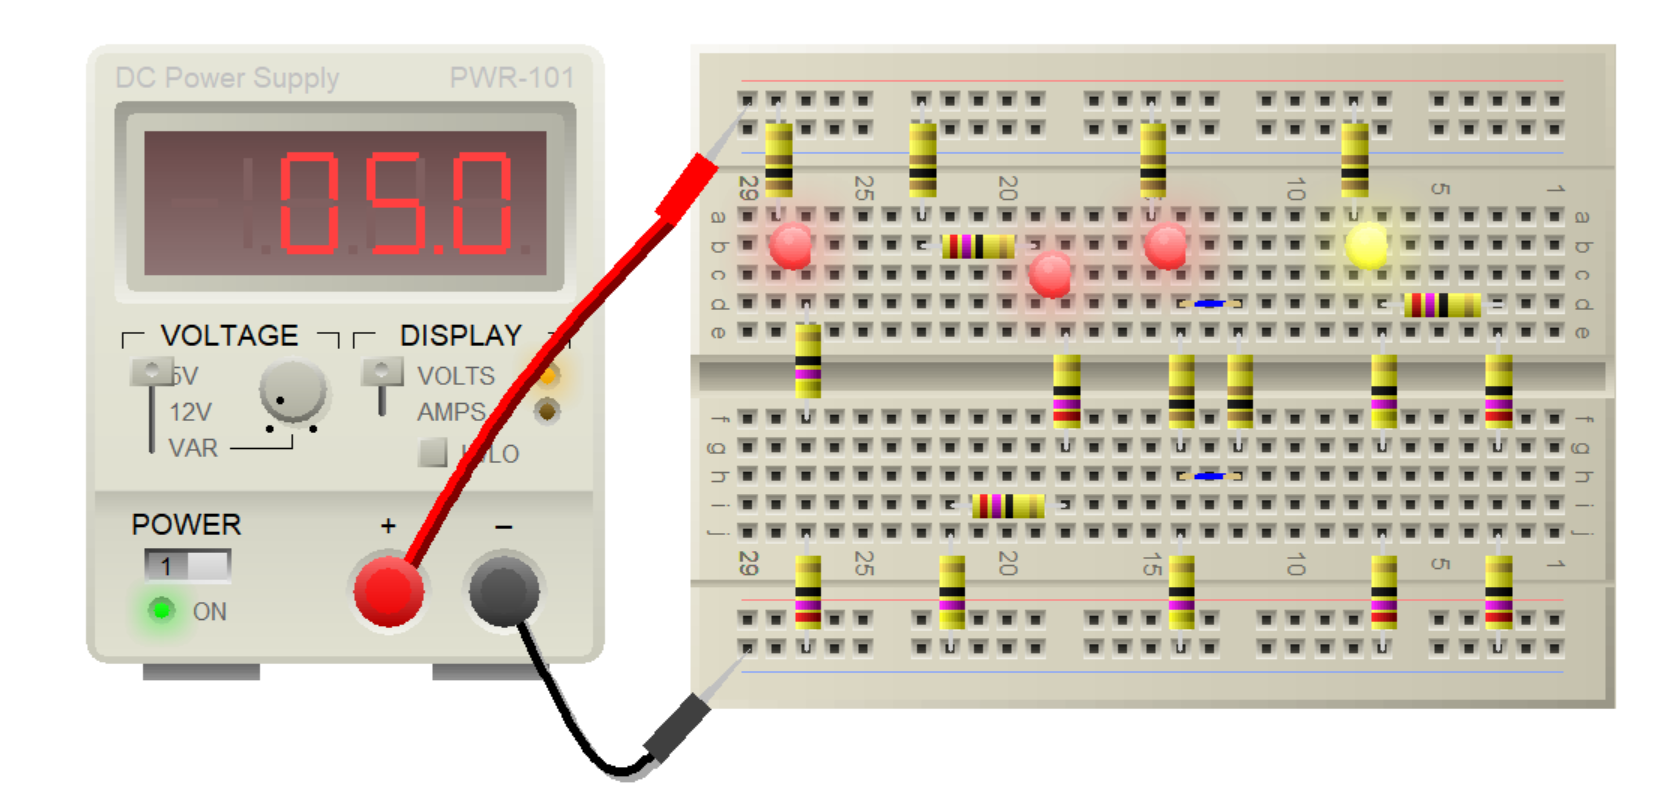 DC Power Supply PWR-101
05.0
VOLTAGE DISPLAY
5V VOLTS
12V AMPS
VAR LO
POWER + –
1
ON
29 25 20 10 5 1
a a
b b
c c
d d
e e
f f
g g
h h
i i
j j
29 25 20 15 10 5 1